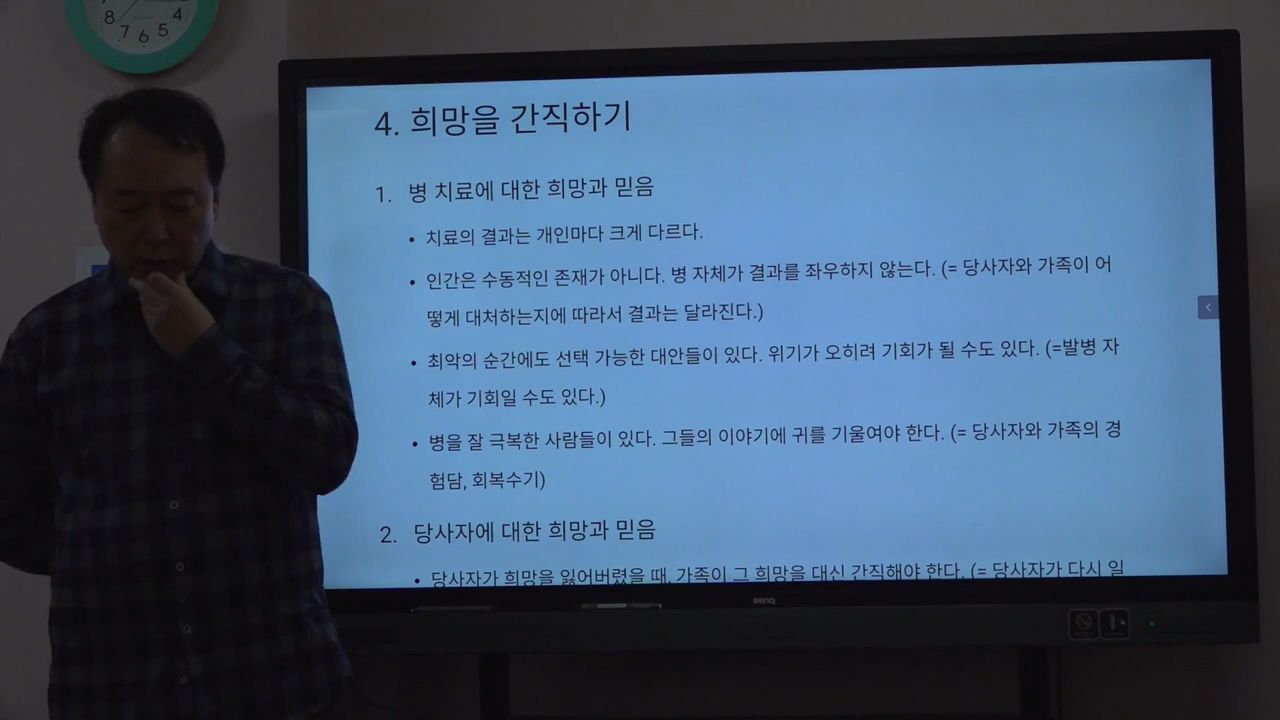 8
7
6
5
4
4. 희망을 간직하기
1. 병 치료에 대한 희망과 믿음
• 치료의 결과는 개인마다 크게 다르다.
• 인간은 수동적인 존재가 아니다. 병 자체가 결과를 좌우하지 않는다. (= 당사자와 가족이 어
떻게 대처하는지에 따라서 결과는 달라진다.)
• 최악의 순간에도 선택 가능한 대안들이 있다. 위기가 오히려 기회가 될 수도 있다. (=발병 자
체가 기회일 수도 있다.)
• 병을 잘 극복한 사람들이 있다. 그들의 이야기에 귀를 기울여야 한다. (= 당사자와 가족의 경
험담, 회복수기)
2. 당사자에 대한 희망과 믿음
• 당사자가 희망을 잃어버렸을 때, 가족이 그 희망을 대신 간직해야 한다. (= 당사자가 다시 일
BenQ